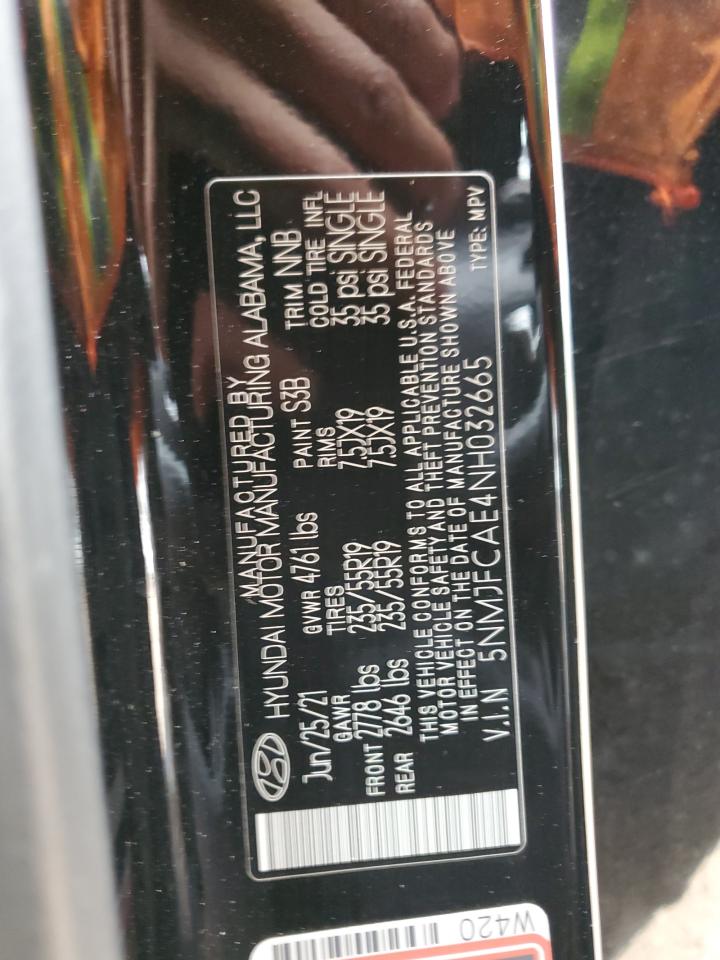 MANUFACTURED BY
HYUNDAI MOTOR MANUFACTURING ALABAMA, LLC
Jun/25/21 GVWR 4761 lbs PAINT S3B TRIM NNB
GAWR TIRES RIMS COLD TIRE INFL
FRONT 2778 lbs 235/55R19 7.5JX19 35 psi SINGLE
REAR 2646 lbs 235/55R19 7.5JX19 35 psi SINGLE
THIS VEHICLE CONFORMS TO ALL APPLICABLE U.S.A. FEDERAL
MOTOR VEHICLE SAFETY AND THEFT PREVENTION STANDARDS
IN EFFECT ON THE DATE OF MANUFACTURE SHOWN ABOVE
V.I.N 5NMJFCAE4NH032665 TYPE: MPV
W420